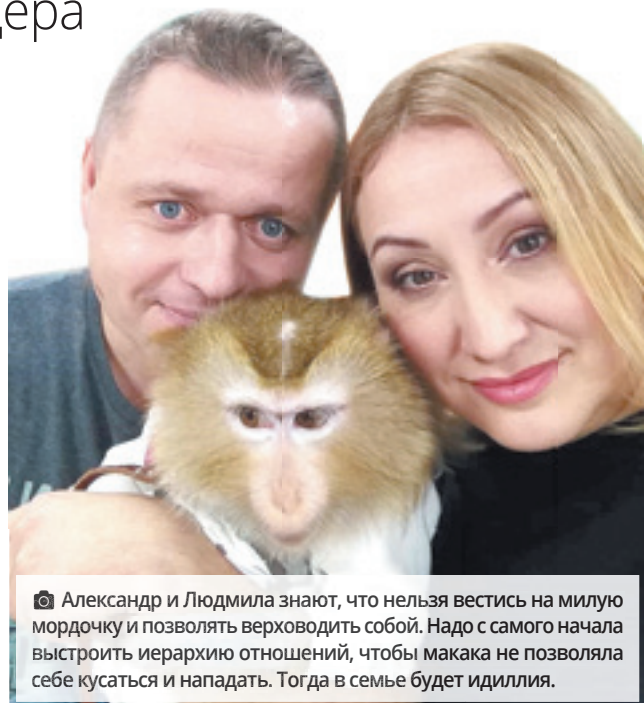 Александр и Людмила знают, что нельзя вестись на милую
мордочку и позволять верховодить собой. Надо с самого начала
выстроить иерархию отношений, чтобы макака не позволяла
себе кусаться и нападать. Тогда в семье будет идиллия.